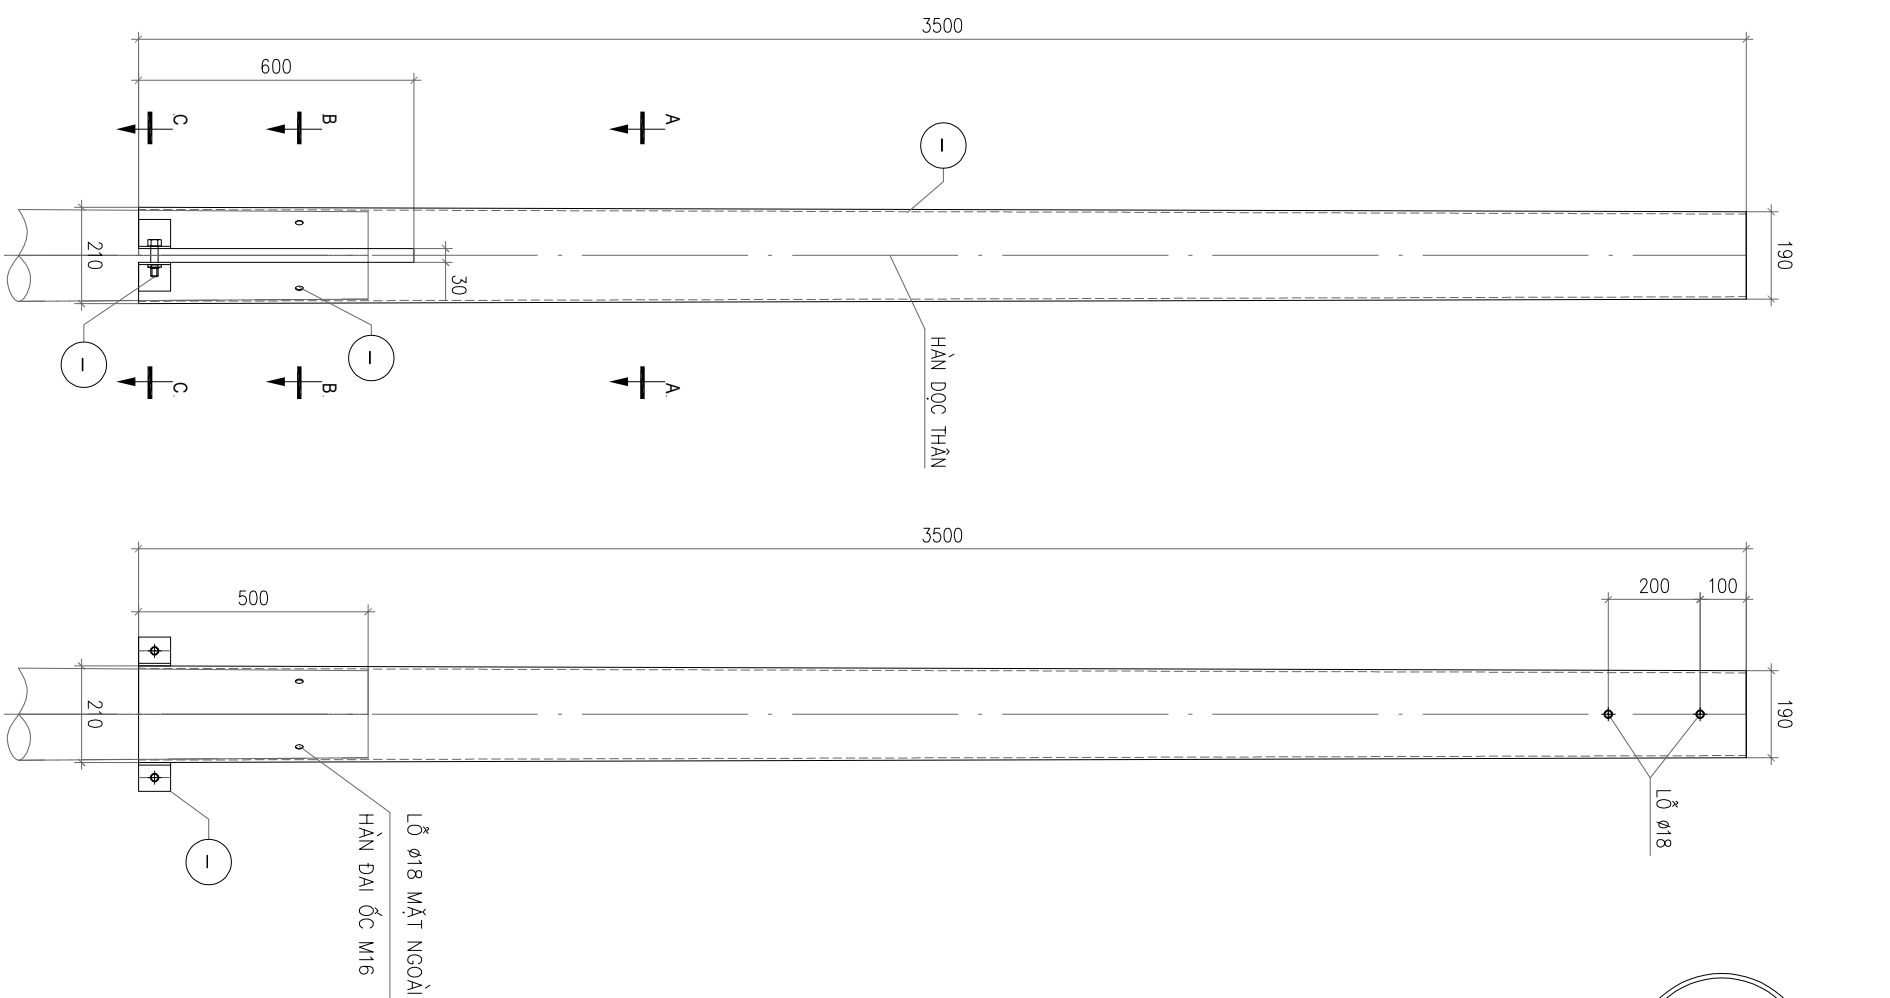 3500
600
C
B
A
190
210
30
C
B
A
HÀN DỌC THÂN
3500
500
200
100
210
190
LỖ ø18
LỖ ø18 MẶT NGOÀI
HÀN ĐAI ỐC M16